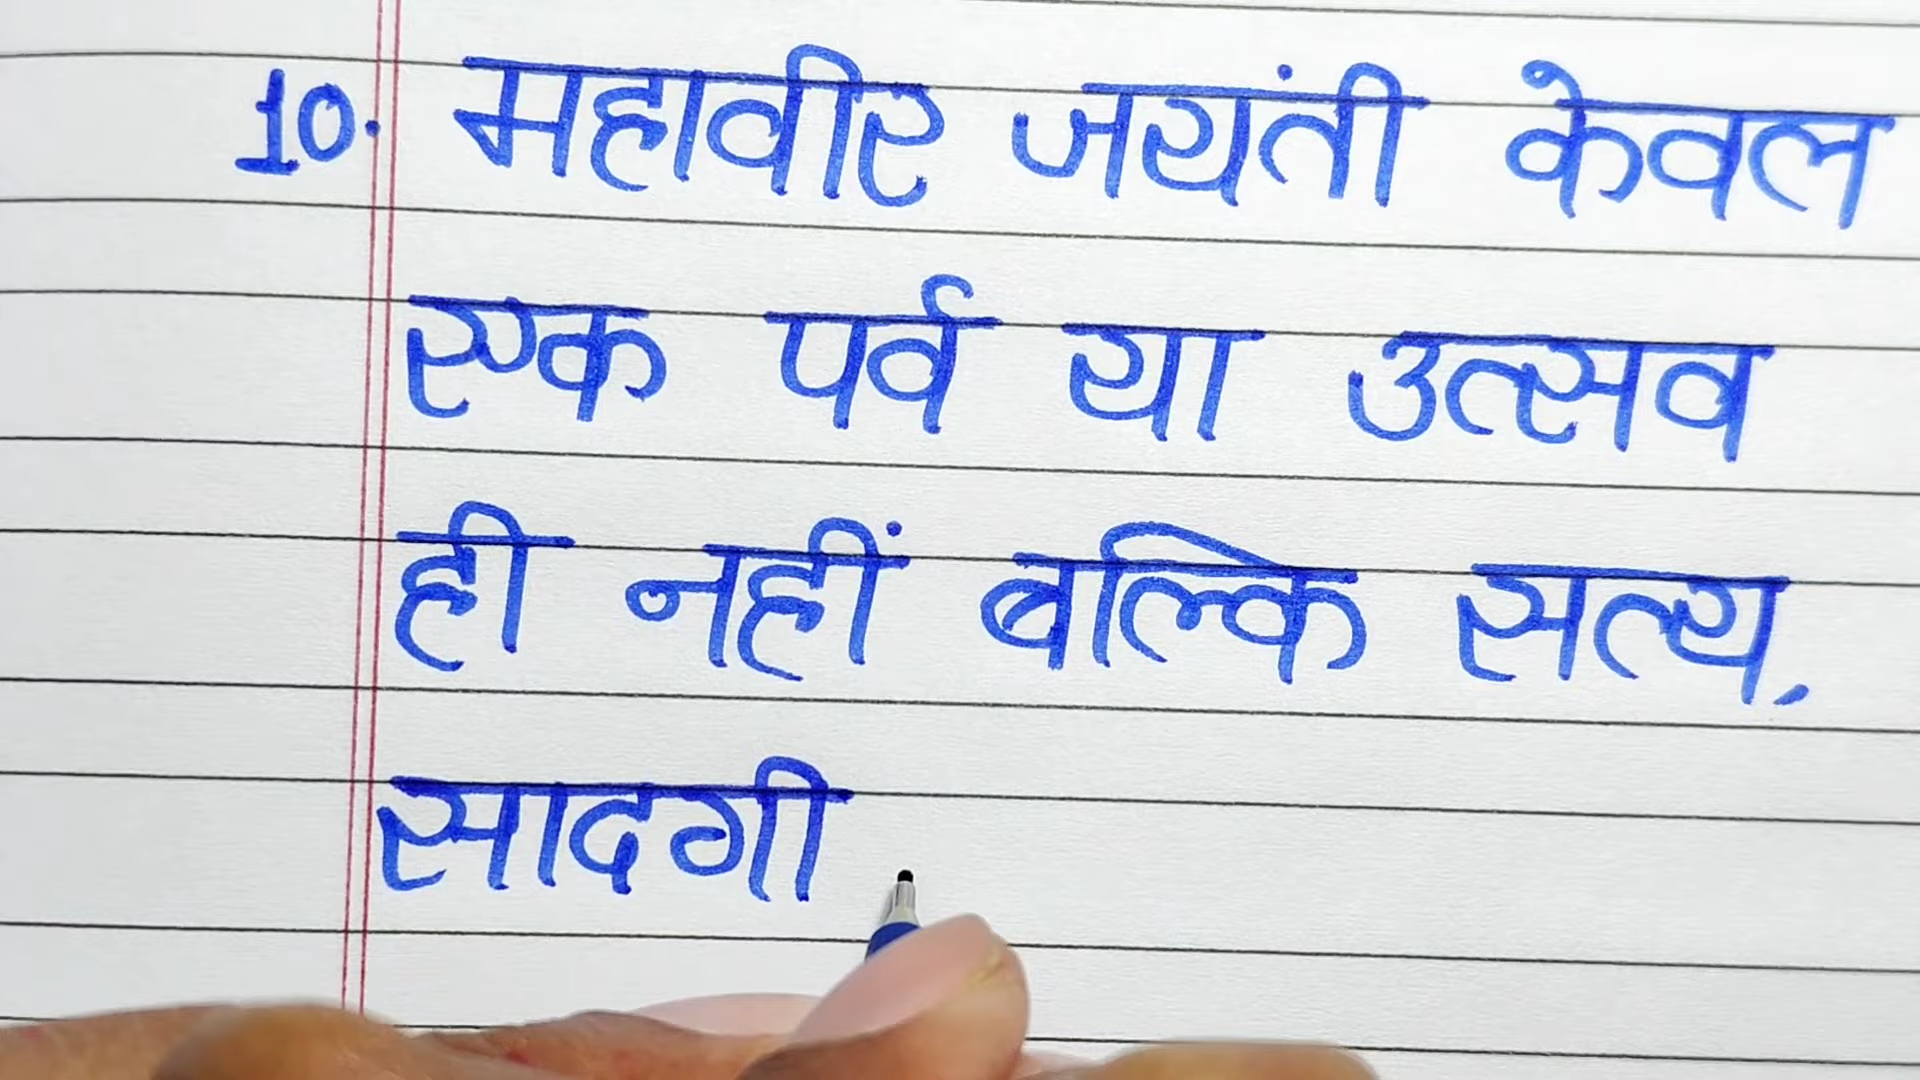 10. महावीर जयंती केवल
एक पर्व या उत्सव
ही नहीं बल्कि सत्य,
सादगी